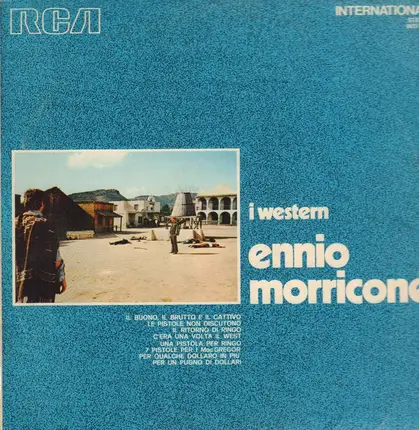 RCA
INTERNATIONA
i western
ennio
morricone
IL BUONO, IL BRUTTO E IL CATTIVO
LE PISTOLE NON DISCUTONO
IL RITORNO DI RINGO
C'ERA UNA VOLTA IL WEST
UNA PISTOLA PER RINGO
7 PISTOLE PER I MacGREGOR
PER QUALCHE DOLLARO IN PIÙ
PER UN PUGNO DI DOLLARI